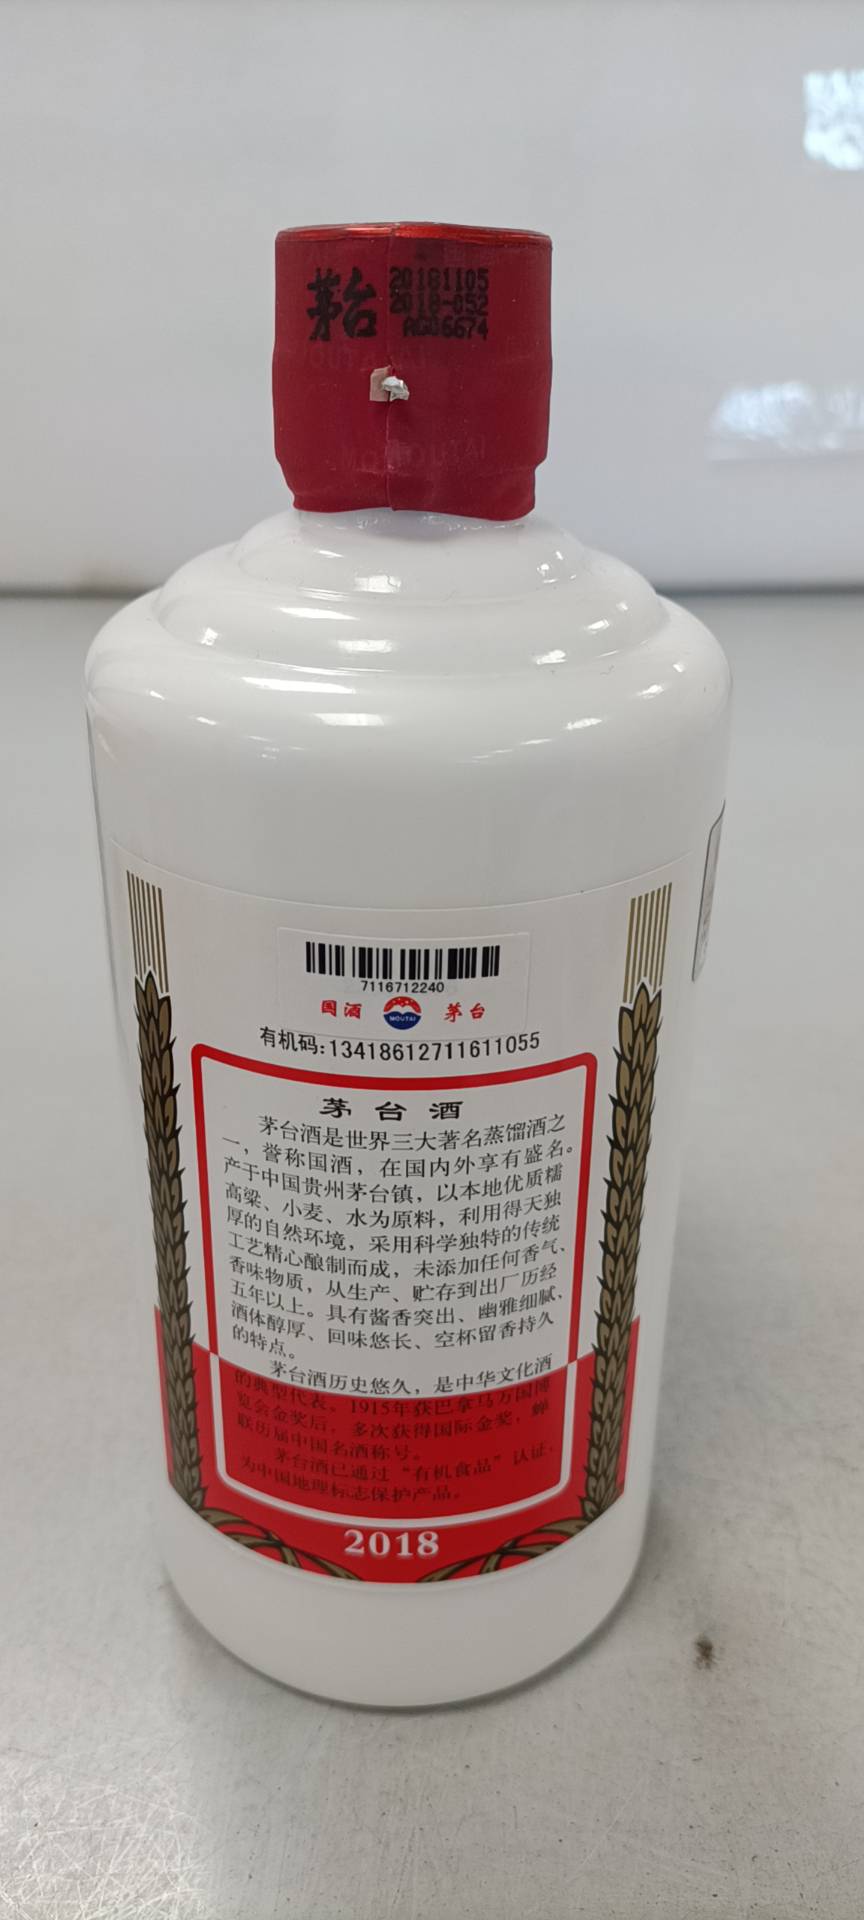 茅台
20181105
2018-052
AG06674
MOUTAI
7116712240
国酒
MOUTAI
茅台
有机码:13418612711611055
茅台酒
茅台酒是世界三大著名蒸馏酒之
一，誉称国酒，在国内外享有盛名。
产于中国贵州茅台镇，以本地优质糯
高粱、小麦、水为原料，利用得天独
厚的自然环境，采用科学独特的传统
工艺精心酿制而成，未添加任何香气、
香味物质，从生产、贮存到出厂历经
五年以上。具有酱香突出、幽雅细腻、
酒体醇厚、回味悠长、空杯留香持久
的特点。
茅台酒历史悠久，是中华文化酒
的典型代表。1915年获巴拿马万国博
览会金奖后，多次获得国际金奖，蝉
联历届中国名酒称号。
茅台酒已通过“有机食品”认证，
为中国地理标志保护产品。
2018